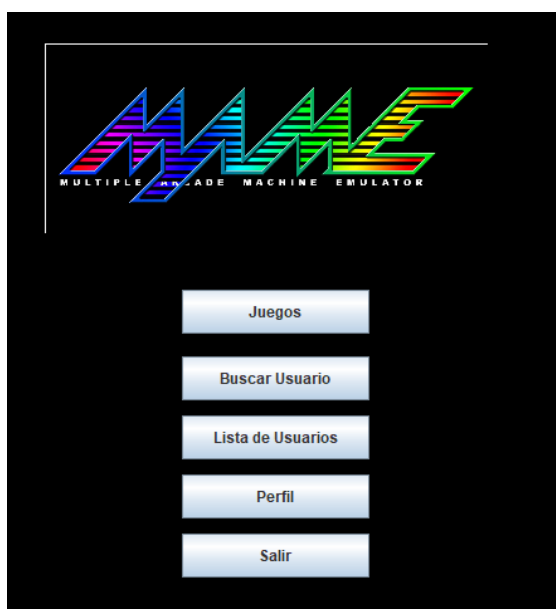 MAME
MULTIPLE ARCADE MACHINE EMULATOR
Juegos
Buscar Usuario
Lista de Usuarios
Perfil
Salir